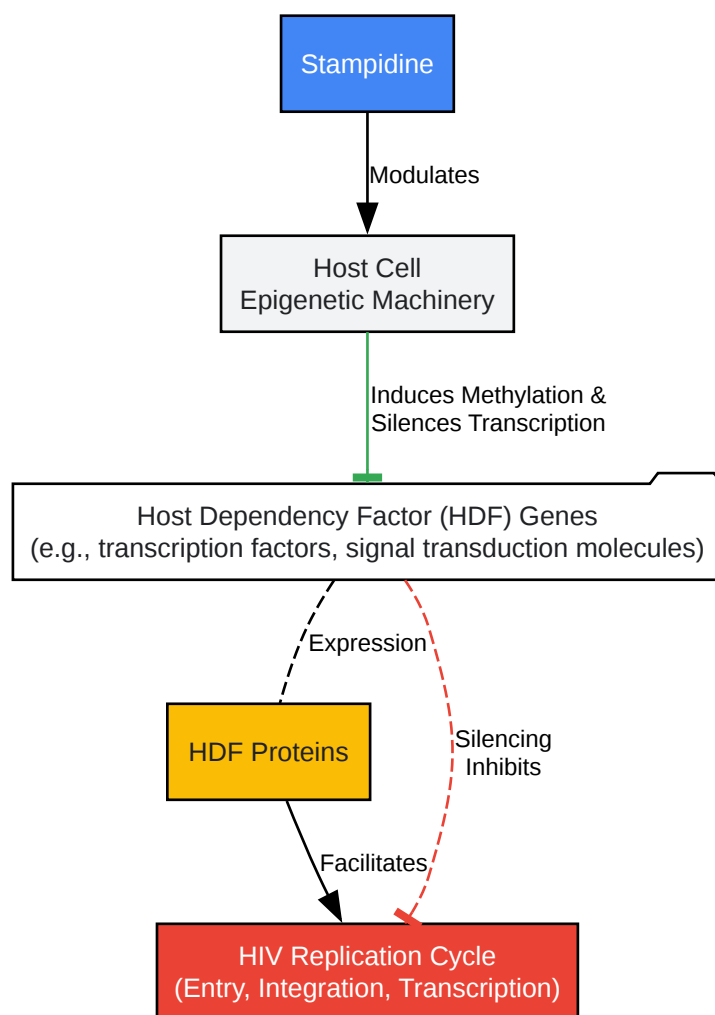 Stampidine
Modulates
Host Cell
Epigenetic Machinery
Induces Methylation &
Silences Transcription
Host Dependency Factor (HDF) Genes
(e.g., transcription factors, signal transduction molecules)
Expression
HDF Proteins
Silencing
Inhibits
Facilitates
HIV Replication Cycle
(Entry, Integration, Transcription)